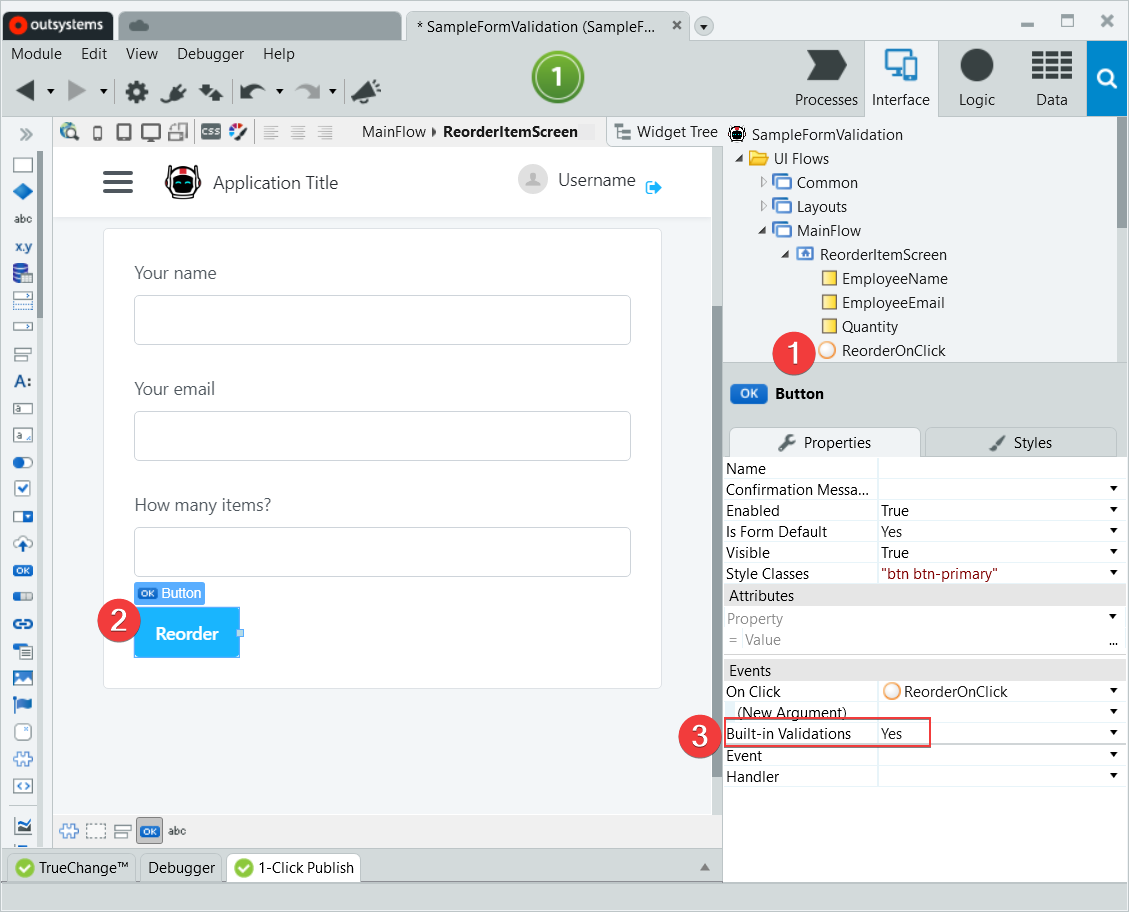 outsystems
* SampleFormValidation (SampleF...
Module Edit View Debugger Help
1
Processes Interface Logic Data
CSS
MainFlow ReorderItemScreen
Widget Tree
Application Title
Username
Your name
Your email
How many items?
OK Button
2
Reorder
abc
x.y
A:
a
a
OK
OK
abc
SampleFormValidation
UI Flows
Common
Layouts
MainFlow
ReorderItemScreen
EmployeeName
EmployeeEmail
Quantity
1
ReorderOnClick
OK Button
Properties Styles
Name
Confirmation Messa...
Enabled True
Is Form Default Yes
Visible True
Style Classes "btn btn-primary"
Attributes
Property
= Value ...
Events
On Click ReorderOnClick
(New Argument)
3
Built-in Validations Yes
Event
Handler
TrueChange™ Debugger 1-Click Publish